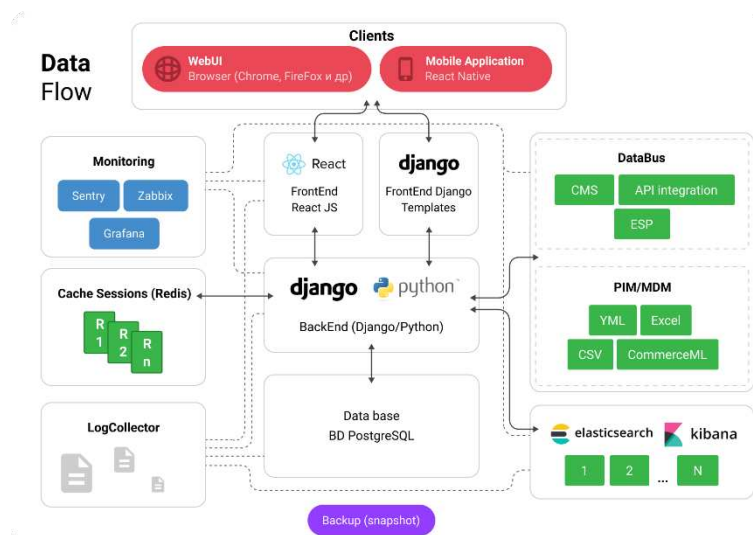 Data
Flow
Clients
WebUI
Browser (Chrome, FireFox и др)
Mobile Application
React Native
Monitoring
Sentry
Zabbix
Grafana
React
FrontEnd
React JS
django
FrontEnd Django
Templates
DataBus
CMS
API integration
ESP
Cache Sessions (Redis)
R
1
R
2
R
n
django
python
BackEnd (Django/Python)
PIM/MDM
YML
Excel
CSV
CommerceML
LogCollector
Data base
BD PostgreSQL
elasticsearch
kibana
1
2
...
N
Backup (snapshot)